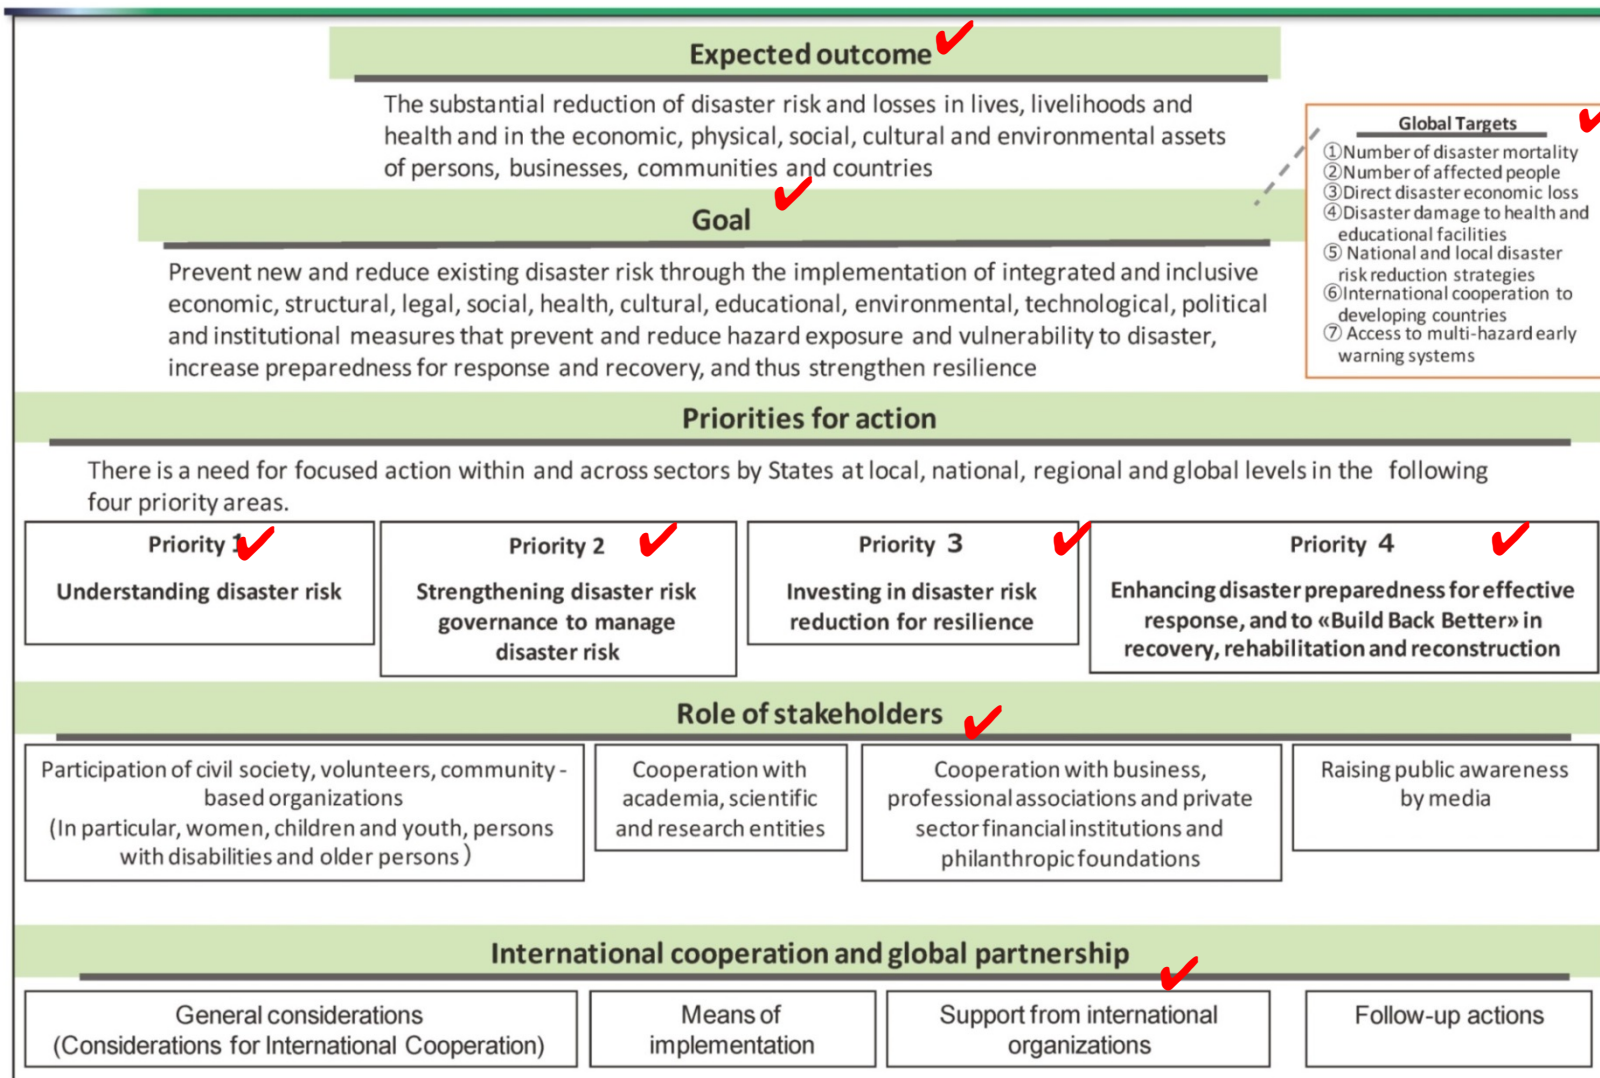 Expected outcome
The substantial reduction of disaster risk and losses in lives, livelihoods and
health and in the economic, physical, social, cultural and environmental assets
of persons, businesses, communities and countries
Global Targets
①Number of disaster mortality
②Number of affected people
③Direct disaster economic loss
④Disaster damage to health and
educational facilities
⑤ National and local disaster
risk reduction strategies
⑥International cooperation to
developing countries
⑦ Access to multi-hazard early
warning systems
Goal
Prevent new and reduce existing disaster risk through the implementation of integrated and inclusive
economic, structural, legal, social, health, cultural, educational, environmental, technological, political
and institutional measures that prevent and reduce hazard exposure and vulnerability to disaster,
increase preparedness for response and recovery, and thus strengthen resilience
Priorities for action
There is a need for focused action within and across sectors by States at local, national, regional and global levels in the following
four priority areas.
Priority 1
Understanding disaster risk
Priority 2
Strengthening disaster risk
governance to manage
disaster risk
Priority 3
Investing in disaster risk
reduction for resilience
Priority 4
Enhancing disaster preparedness for effective
response, and to «Build Back Better» in
recovery, rehabilitation and reconstruction
Role of stakeholders
Participation of civil society, volunteers, community -
based organizations
(In particular, women, children and youth, persons
with disabilities and older persons)
Cooperation with
academia, scientific
and research entities
Cooperation with business,
professional associations and private
sector financial institutions and
philanthropic foundations
Raising public awareness
by media
International cooperation and global partnership
General considerations
(Considerations for International Cooperation)
Means of
implementation
Support from international
organizations
Follow-up actions